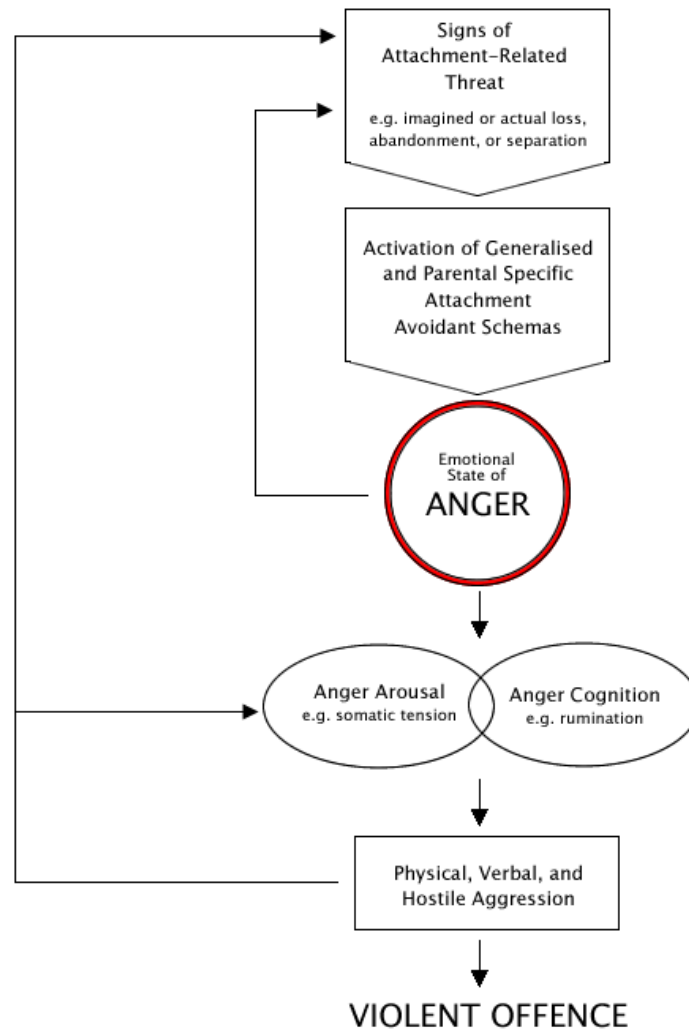 Signs of
Attachment-Related
Threat
e.g. imagined or actual loss,
abandonment, or separation
Activation of Generalised
and Parental Specific
Attachment
Avoidant Schemas
Emotional
State of
ANGER
Anger Arousal
e.g. somatic tension
Anger Cognition
e.g. rumination
Physical, Verbal, and
Hostile Aggression
VIOLENT OFFENCE